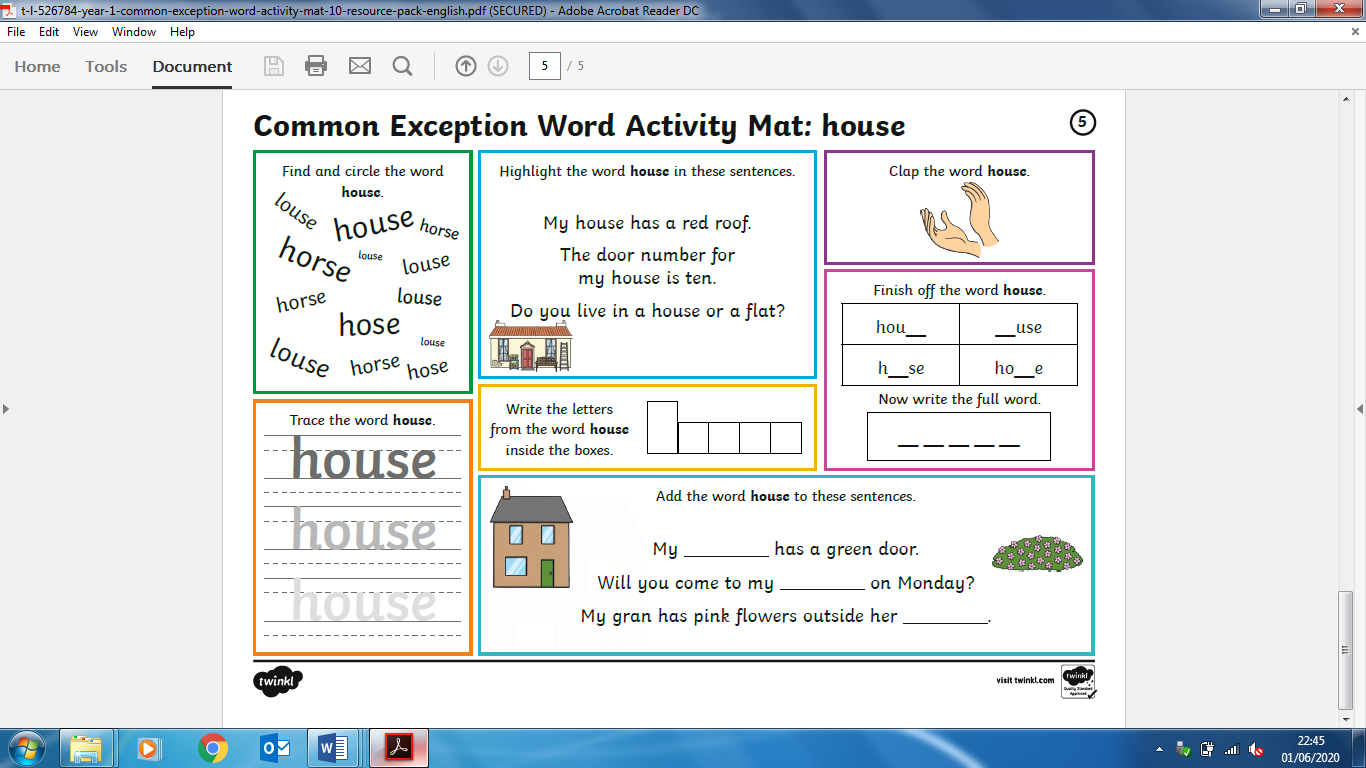 t-l-526784-year-1-common-exception-word-activity-mat-10-resource-pack-english.pdf (SECURED) - Adobe Acrobat Reader DC
File Edit View Window Help
Home Tools Document 5 / 5
Common Exception Word Activity Mat: house
5
Find and circle the word
house.
louse
house
horse
horse
louse
louse
horse
louse
hose
louse
louse
horse
hose
Highlight the word house in these sentences.
My house has a red roof.
The door number for
my house is ten.
Do you live in a house or a flat?
Clap the word house.
Finish off the word house.
hou__ __use
h__se ho__e
Now write the full word.
__ __ __ __ __
Trace the word house.
house
house
house
Write the letters
from the word house
inside the boxes.
Add the word house to these sentences.
My ________ has a green door.
Will you come to my ________ on Monday?
My gran has pink flowers outside her ________.
twinkl
visit twinkl.com
twinkl
Quality Standard
Approved
22:45
01/06/2020